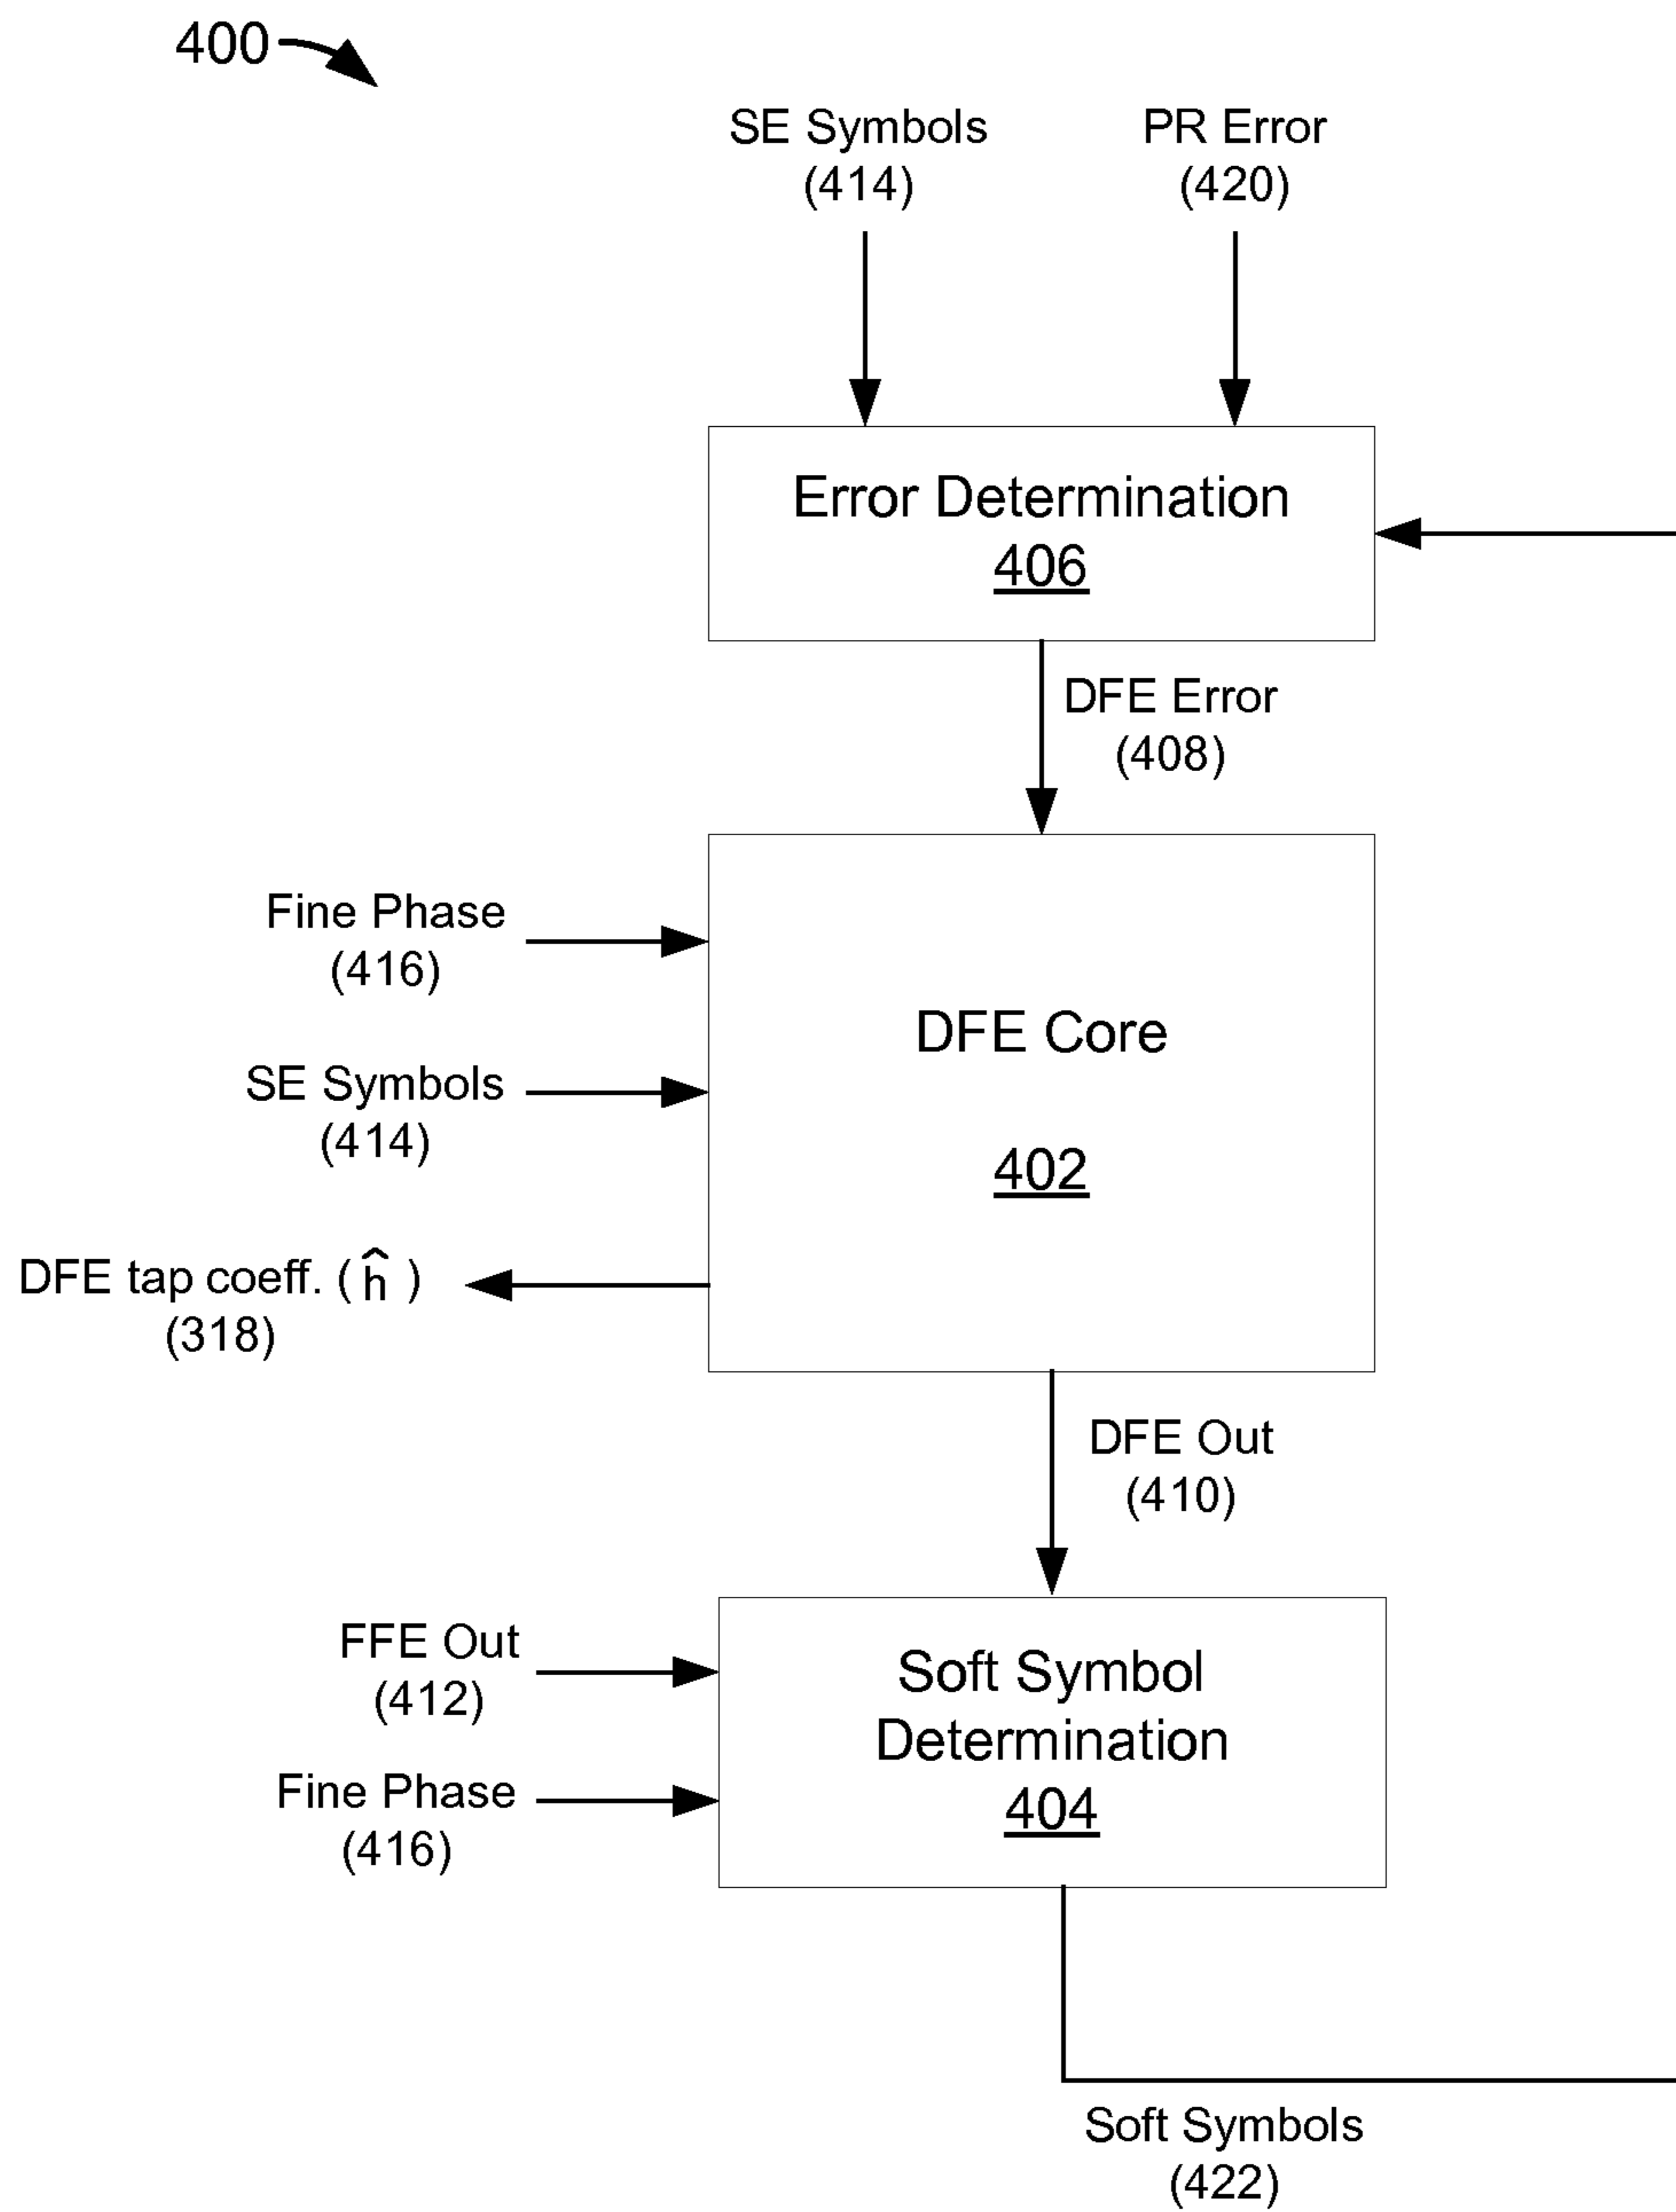 400
SE Symbols
(414)
PR Error
(420)
Error Determination
406
DFE Error
(408)
Fine Phase
(416)
SE Symbols
(414)
DFE tap coeff. ( ĥ )
(318)
DFE Core
402
DFE Out
(410)
FFE Out
(412)
Fine Phase
(416)
Soft Symbol
Determination
404
Soft Symbols
(422)